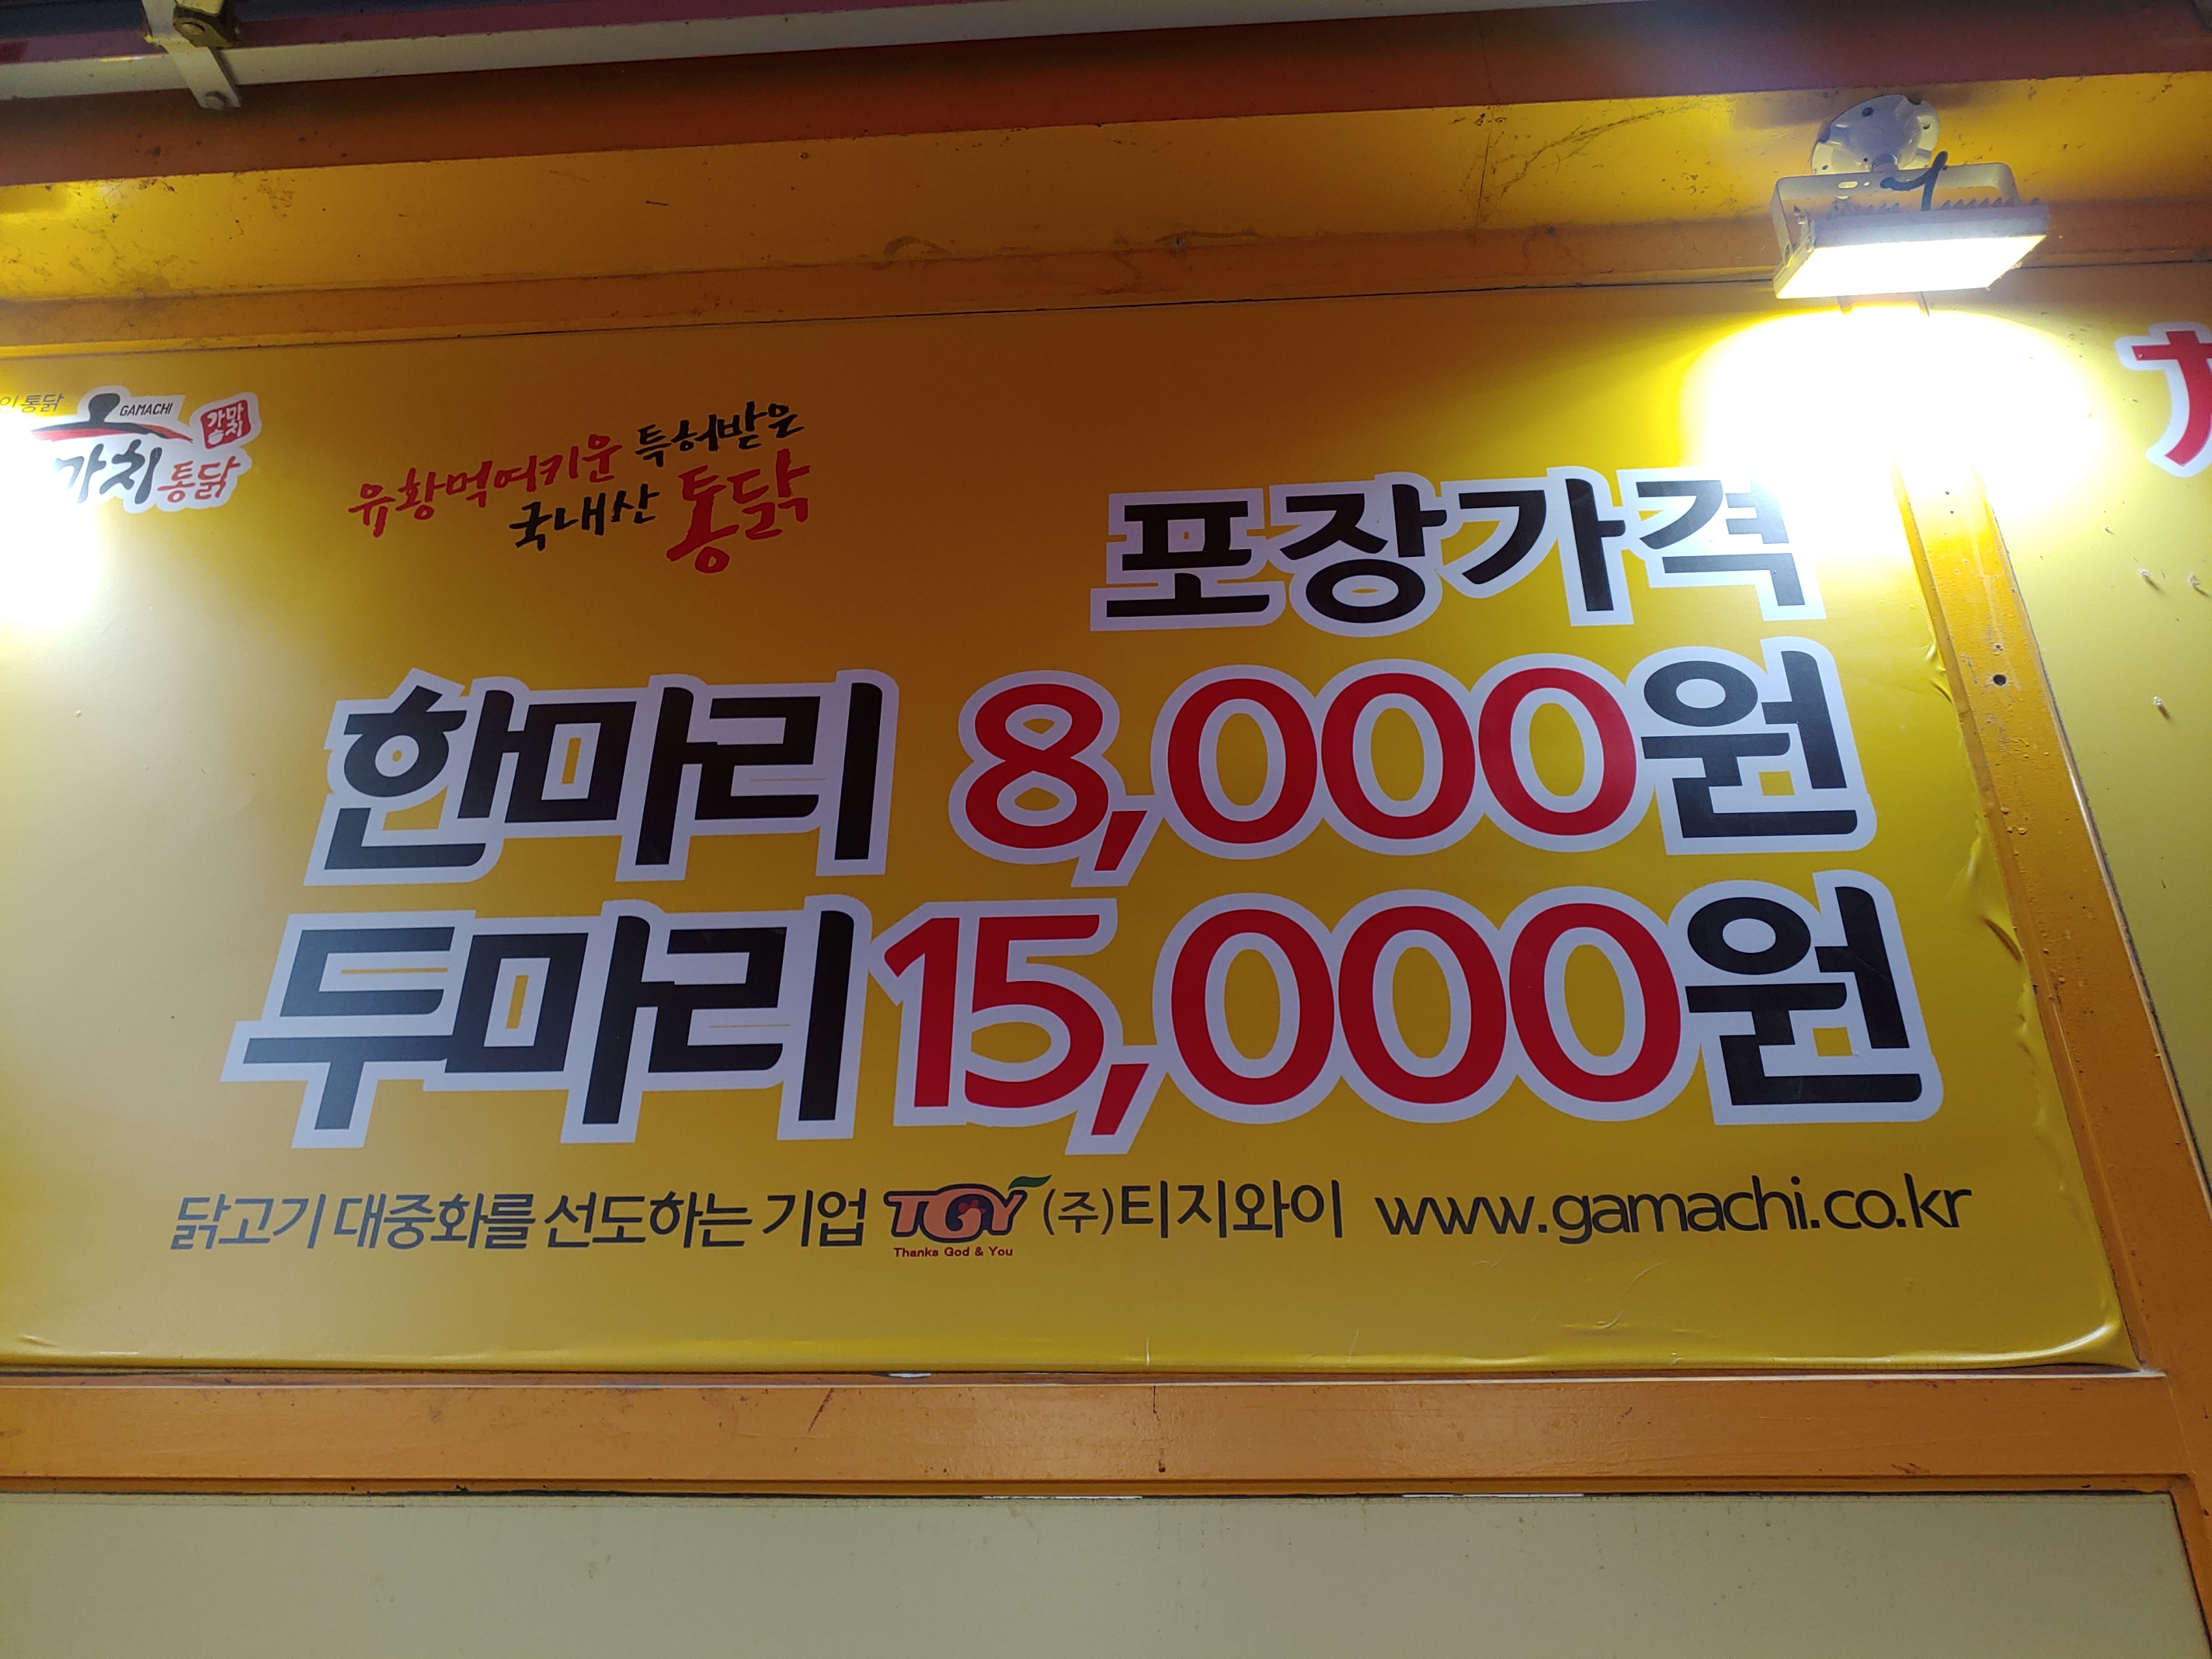 통닭
GAMACHI
가마치
가치통닭
유황먹여키운 특허받은
국내산 통닭
포장가격
한마리 8,000원
두마리 15,000원
닭고기 대중화를 선도하는 기업 TGY (주)티지와이 www.gamachi.co.kr
Thanks God & You